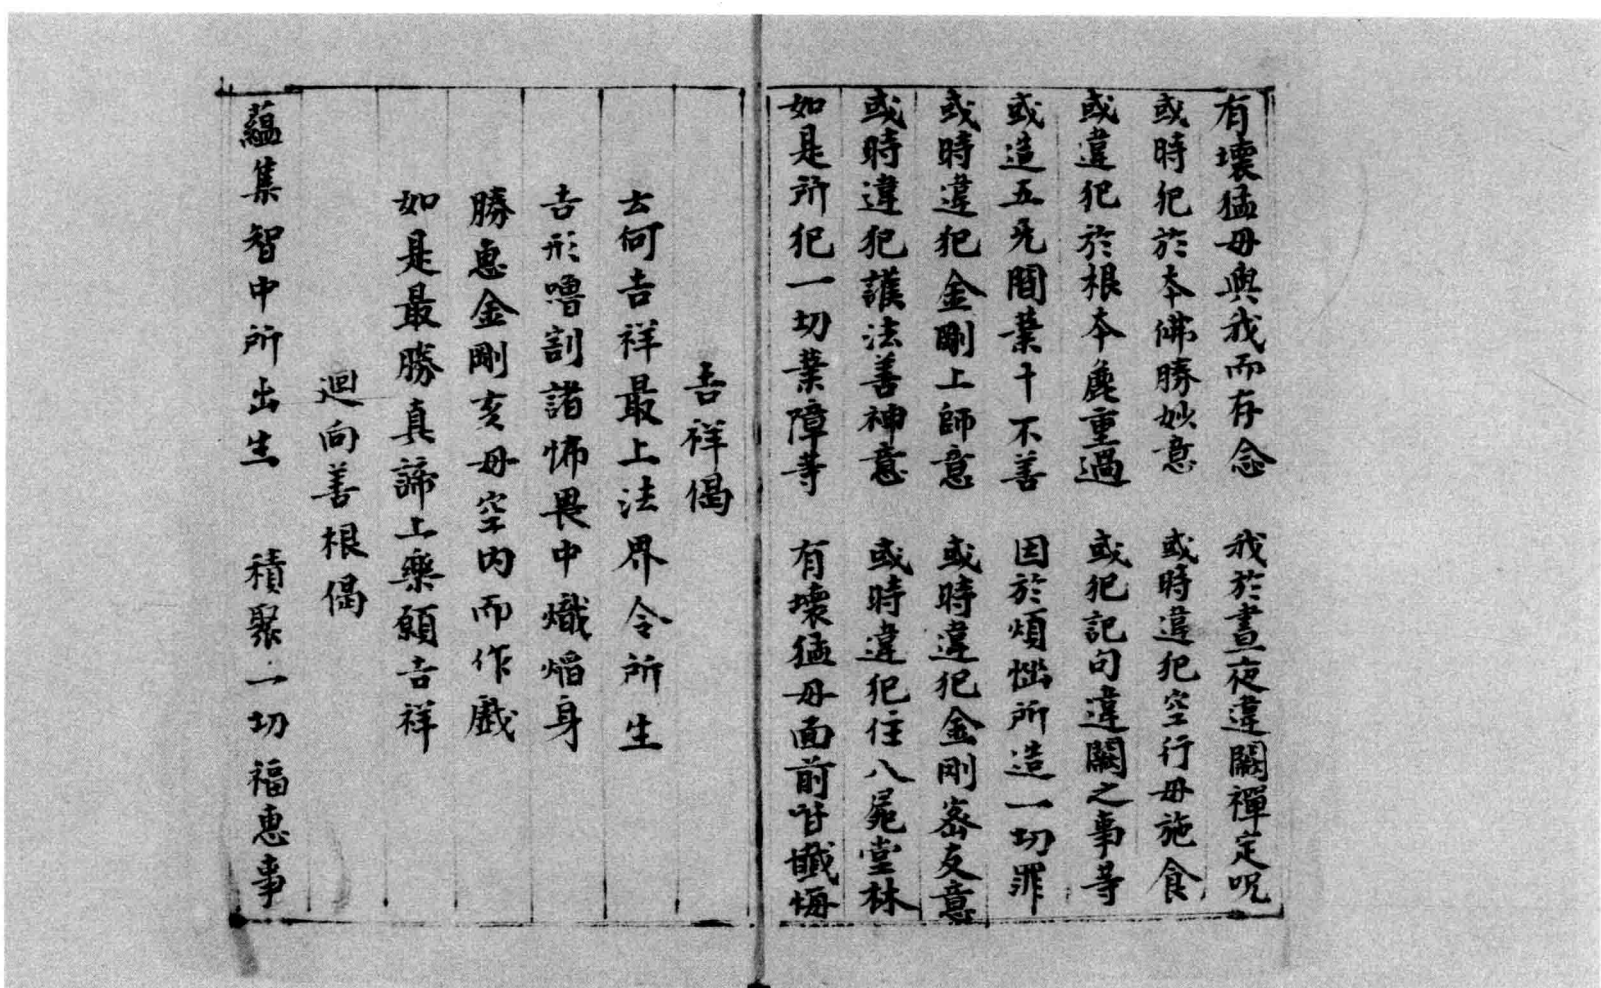 有壞猛母與我而存念　我於晝夜違闕禪定呪
或時犯於本佛勝妙意　或時違犯空行母施食
或違犯於根本麁重過　或犯記句違闕之事等
或造五无間業十不善　因於煩惱所造一切罪
或時違犯金剛上師意　或時違犯金剛密友意
或時違犯護法善神意　或時違犯住八屍堂林
如是所犯一切業障等　有壞猛母面前皆懺悔
吉祥偈
去何吉祥最上法界令所生
吉形嚕割諸怖畏中熾焰身
勝惠金剛亥母空内而作戲
如是最勝真諦上樂願吉祥
迴向善根偈
蘊集智中所出生　積聚一切福惠事